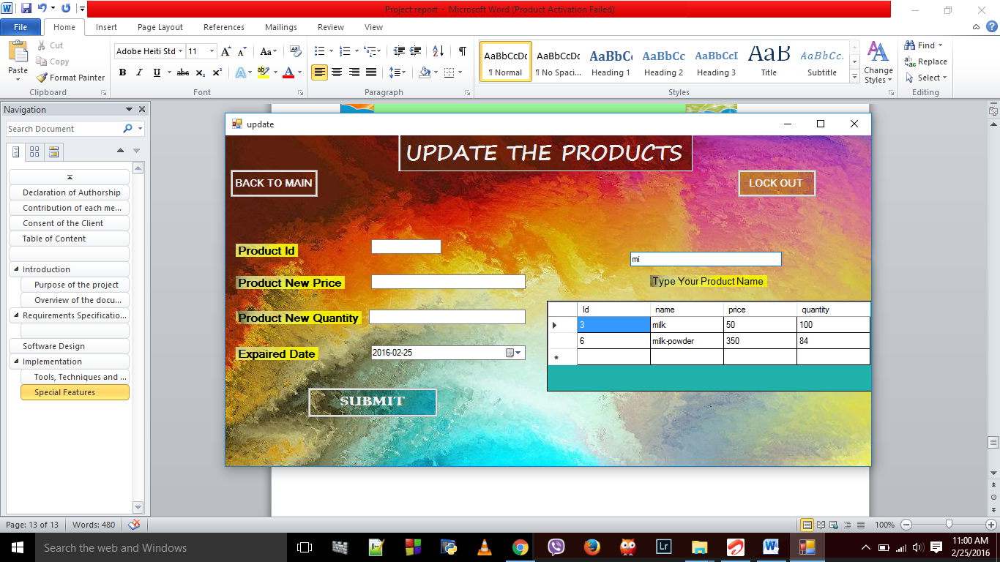 Project report - Microsoft Word (Product Activation Failed)
File Home Insert Page Layout References Mailings Review View
Paste
Cut
Copy
Format Painter
Clipboard
Adobe Heiti Std 11
Font
Paragraph
AaBbCcDc AaBbCcDc AaBbCc AaBbCc AaBbCcI AaB AaBbCc.
¶ Normal ¶ No Spaci... Heading 1 Heading 2 Heading 3 Title Subtitle
Change Styles
Styles
Find
Replace
Select
Editing
Navigation
Search Document
Declaration of Authorship
Contribution of each me...
Consent of the Client
Table of Content
Introduction
Purpose of the project
Overview of the docu...
Requirements Specificatio...
Software Design
Implementation
Tools, Techniques and ...
Special Features
update
UPDATE THE PRODUCTS
BACK TO MAIN
LOCK OUT
Product Id
Product New Price
Product New Quantity
Expaired Date
2016-02-25
SUBMIT
mi
Type Your Product Name
Id name price quantity
3 milk 50 100
6 milk-powder 350 84
Page: 13 of 13 Words: 480
100%
Search the web and Windows
Lr
11:00 AM
2/25/2016